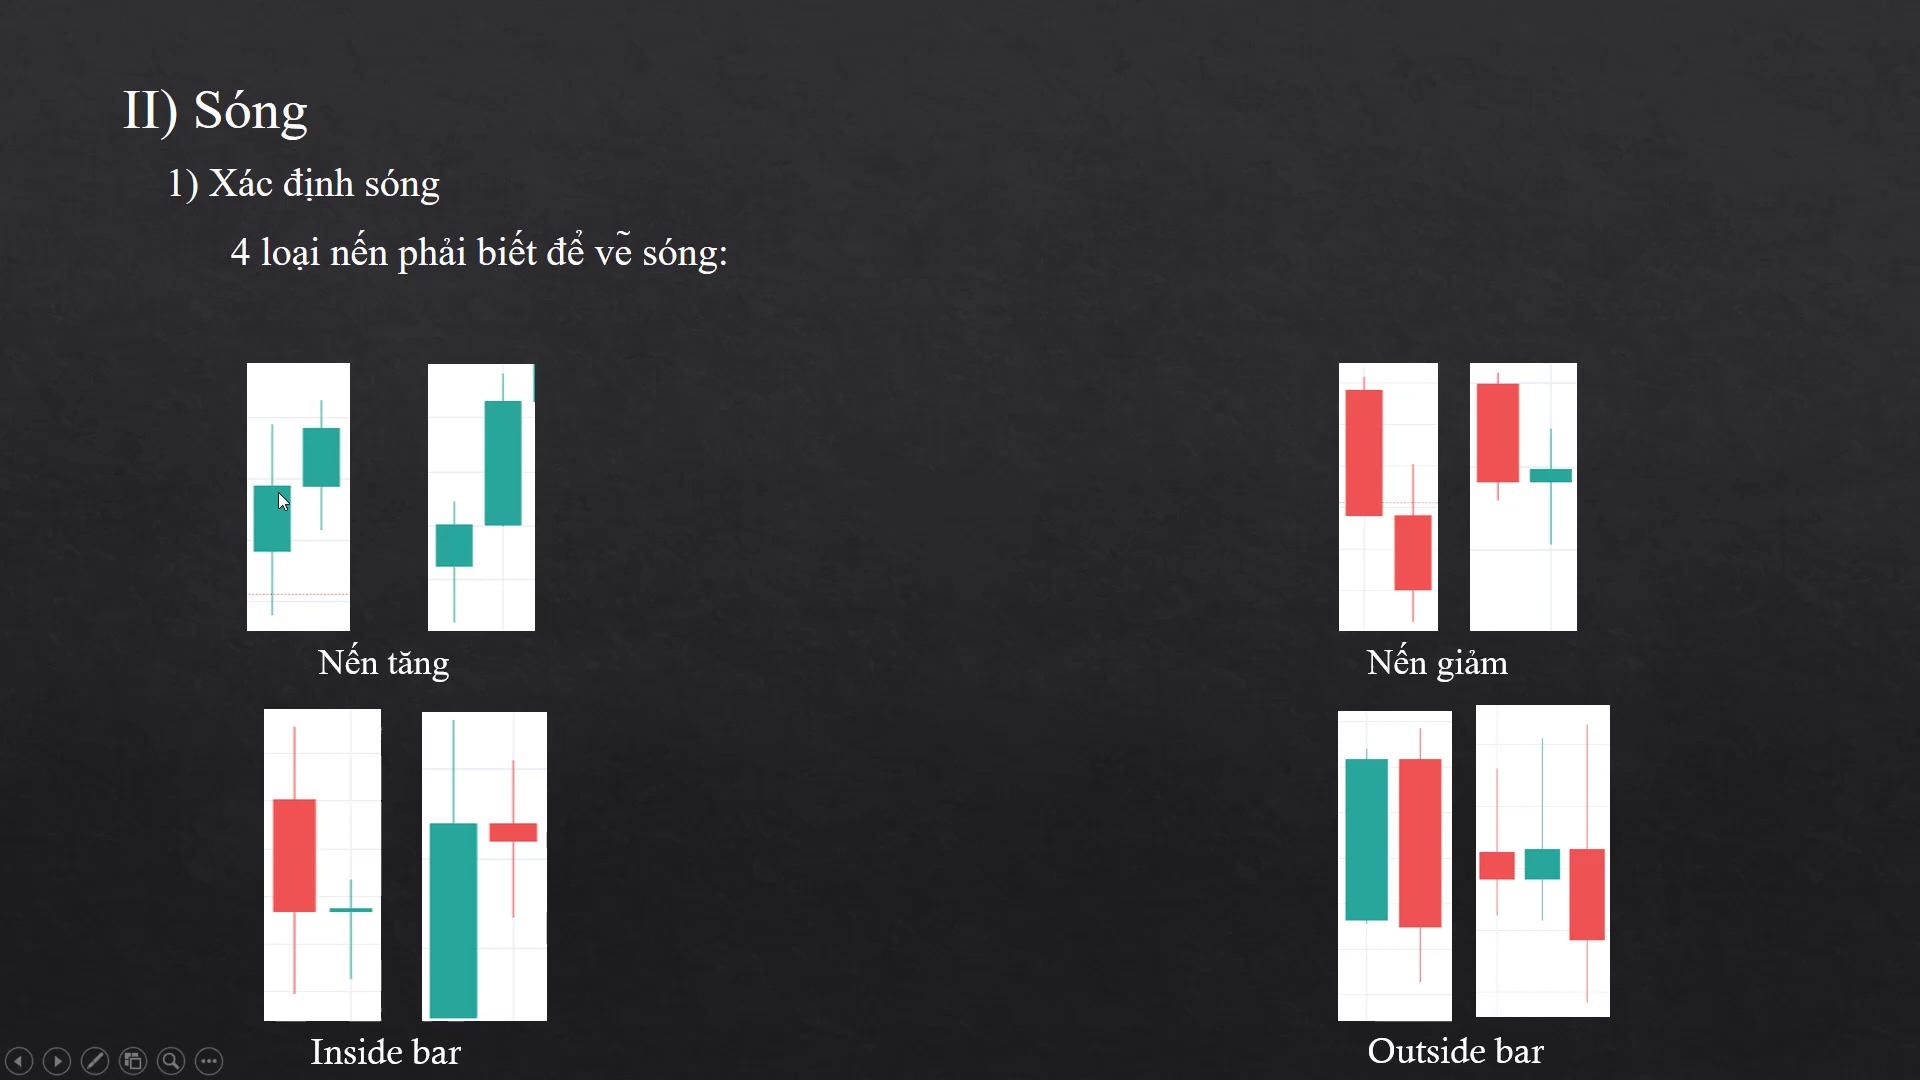 II) Sóng
1) Xác định sóng
4 loại nến phải biết để vẽ sóng:
Nến tăng
Nến giảm
Inside bar
Outside bar